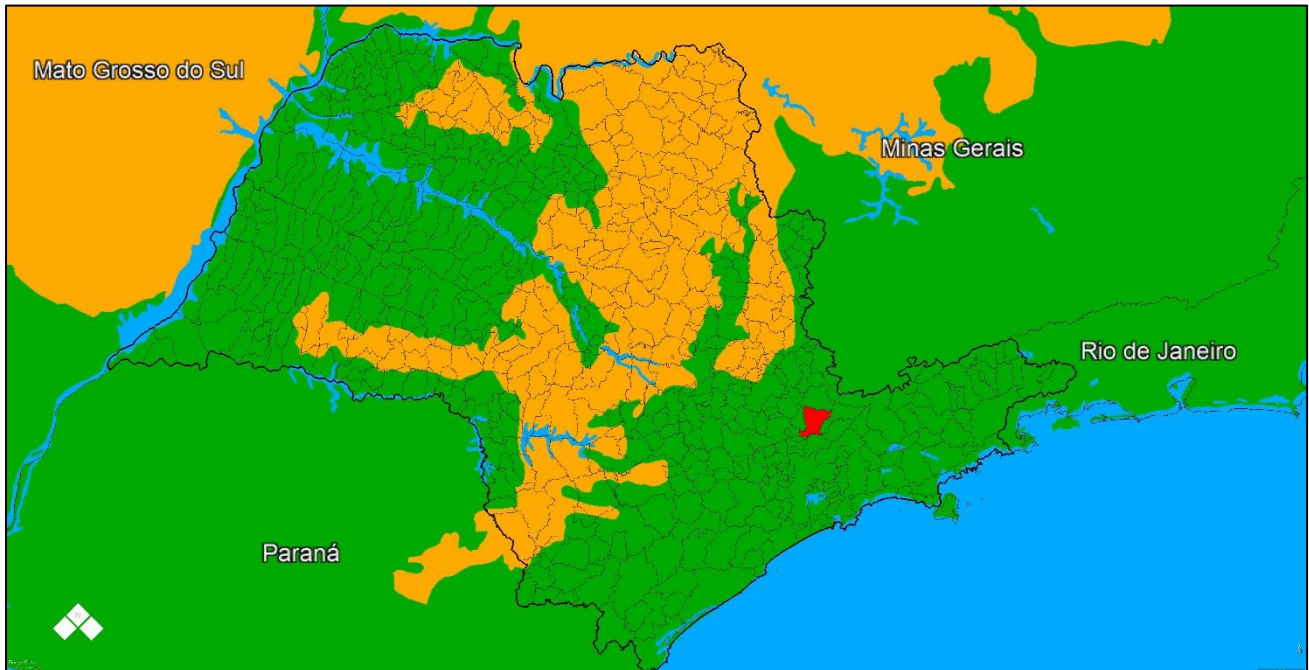 Mato Grosso do Sul
Minas Gerais
Rio de Janeiro
Paraná
N